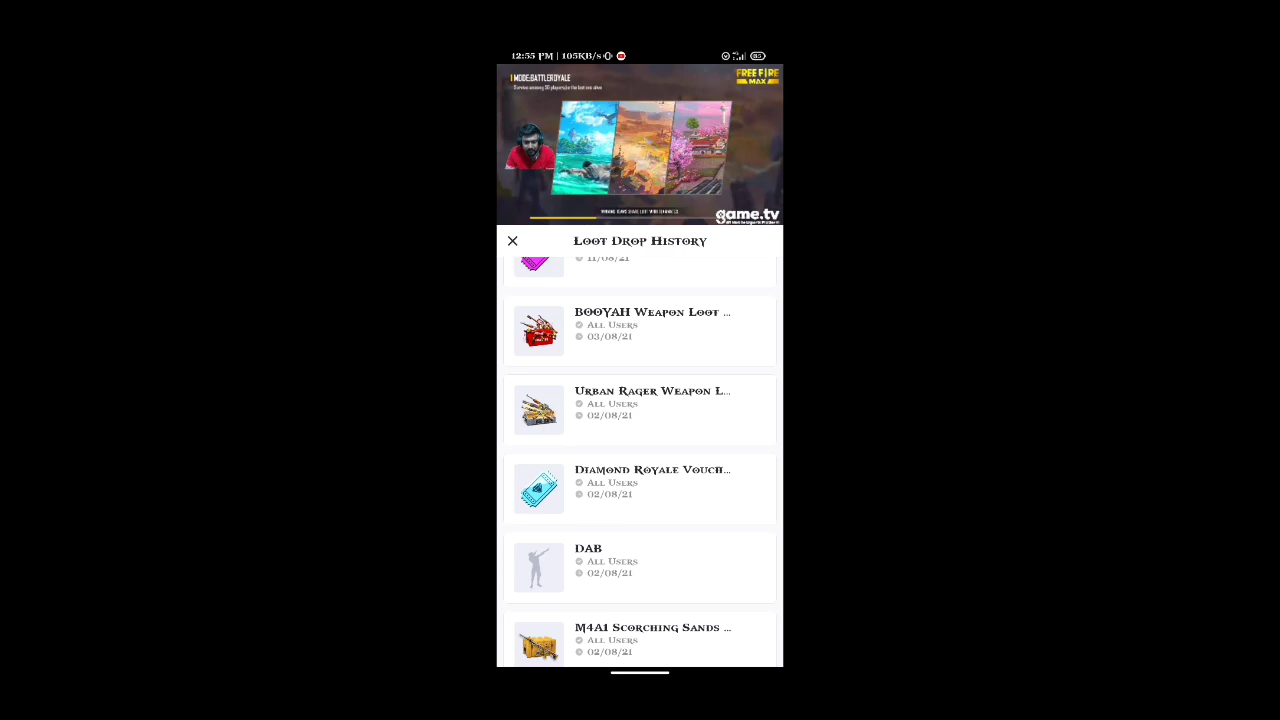 12:55 PM | 105KB/s
MODE:BATTLE ROYALE
FREE FIRE
MAX
game.tv
Loot Drop History
11/08/21
BOOYAH Weapon Loot ...
All Users
03/08/21
Urban Rager Weapon L...
All Users
02/08/21
Diamond Royale Vouch...
All Users
02/08/21
DAB
All Users
02/08/21
M4A1 Scorching Sands ...
All Users
02/08/21